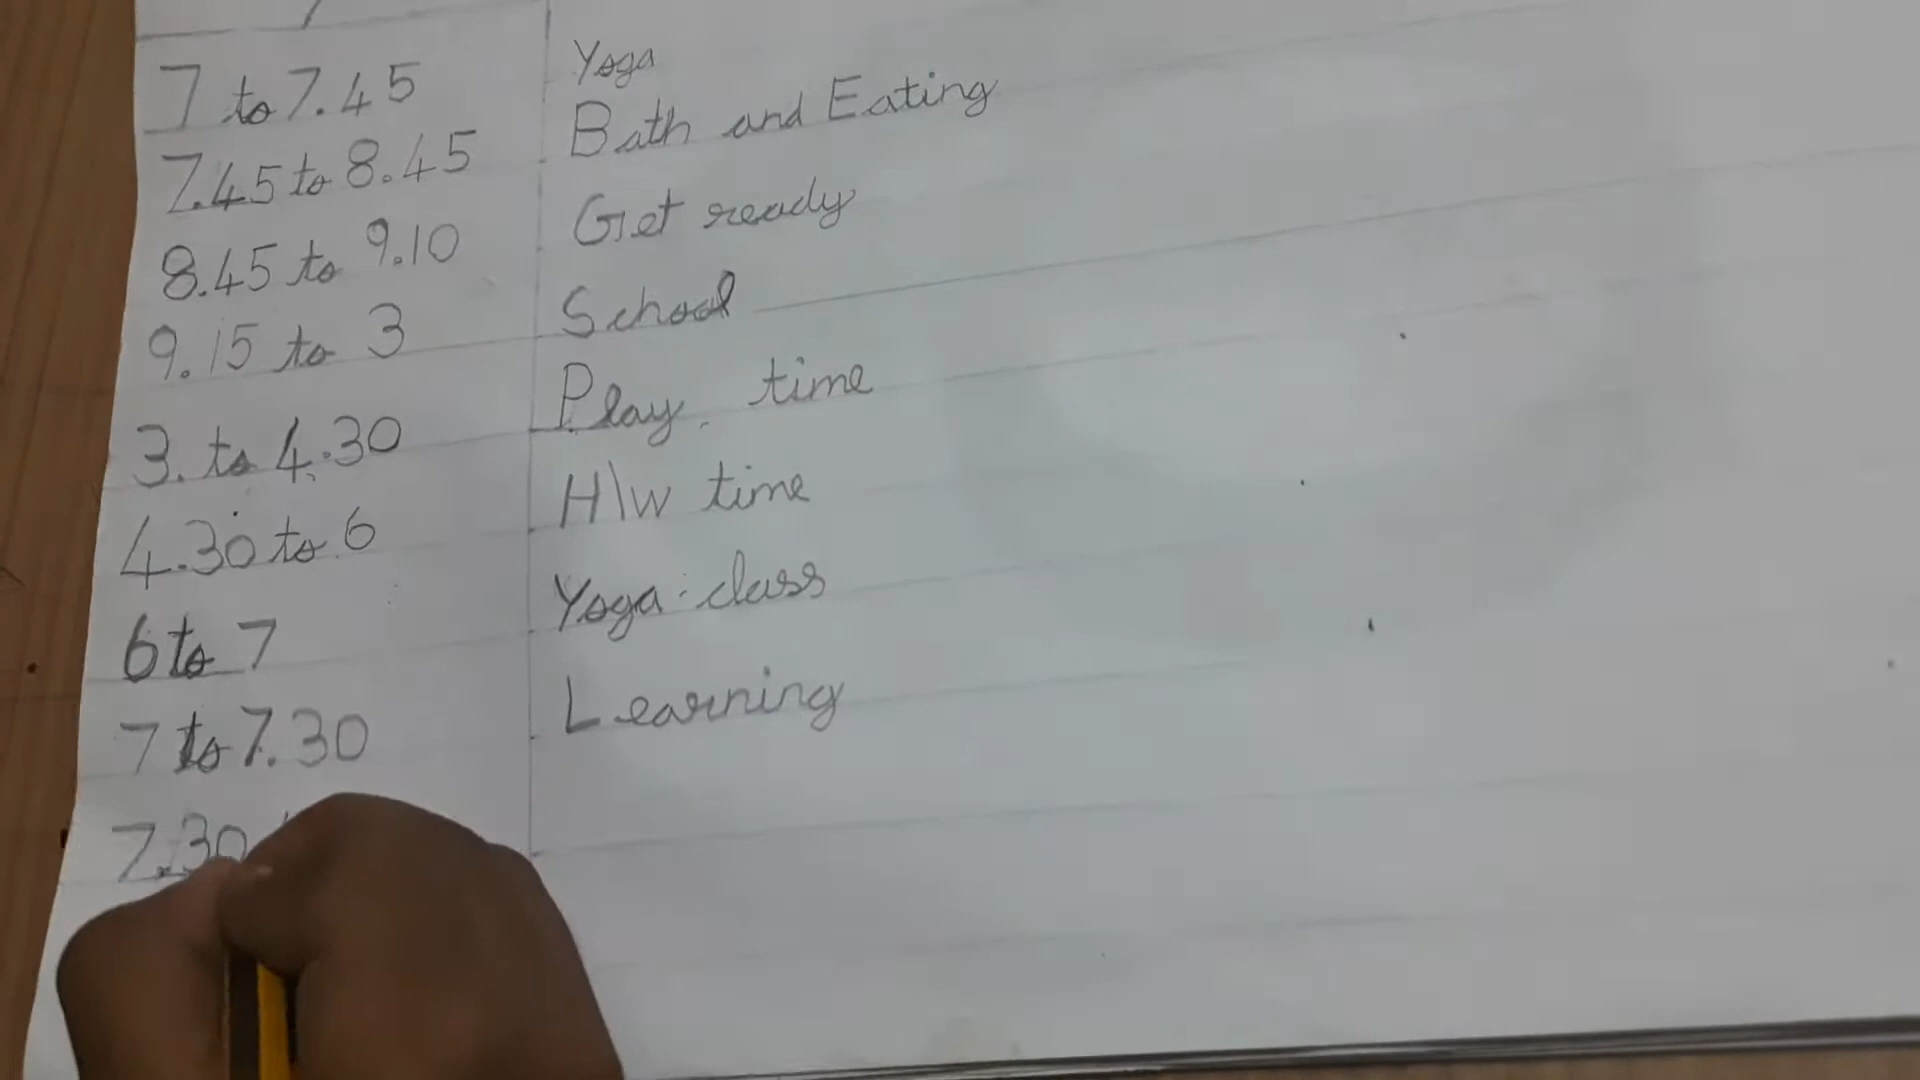 7 to 7.45 Yoga
7.45 to 8.45 Bath and Eating
8.45 to 9.10 Get ready
9.15 to 3 School
3. to 4.30 Play time
4.30 to 6 H\W time
6 to 7 Yoga class
7 to 7.30 Learning
7.30